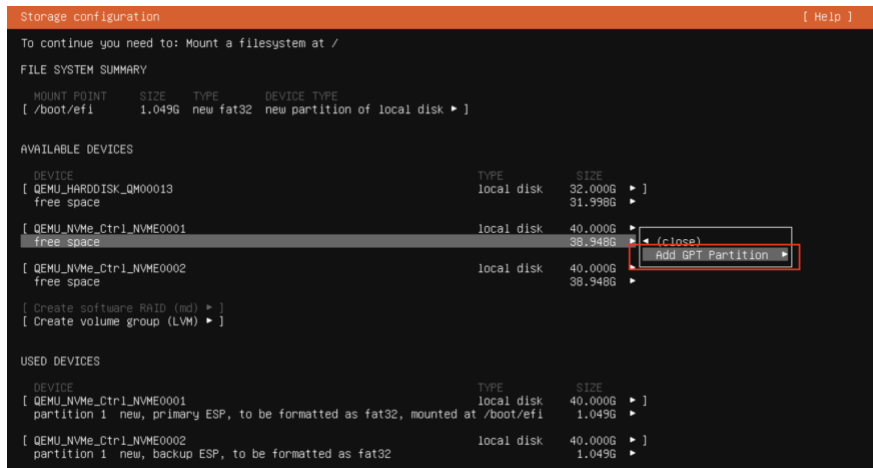 Storage configuration [ Help ]
To continue you need to: Mount a filesystem at /
FILE SYSTEM SUMMARY
MOUNT POINT SIZE TYPE DEVICE TYPE
[ /boot/efi 1.049G new fat32 new partition of local disk ▸ ]
AVAILABLE DEVICES
DEVICE TYPE SIZE
[ QEMU_HARDDISK_QM00013 local disk 32.000G ▸ ]
free space 31.998G ▸
[ QEMU_NVMe_Ctrl_NVME0001 local disk 40.000G ▸
free space 38.948G ▸ ◂ (close)
Add GPT Partition ▸
[ QEMU_NVMe_Ctrl_NVME0002 local disk 40.000G ▸
free space 38.948G ▸
[ Create software RAID (md) ▸ ]
[ Create volume group (LVM) ▸ ]
USED DEVICES
DEVICE TYPE SIZE
[ QEMU_NVMe_Ctrl_NVME0001 local disk 40.000G ▸ ]
partition 1 new, primary ESP, to be formatted as fat32, mounted at /boot/efi 1.049G ▸
[ QEMU_NVMe_Ctrl_NVME0002 local disk 40.000G ▸ ]
partition 1 new, backup ESP, to be formatted as fat32 1.049G ▸